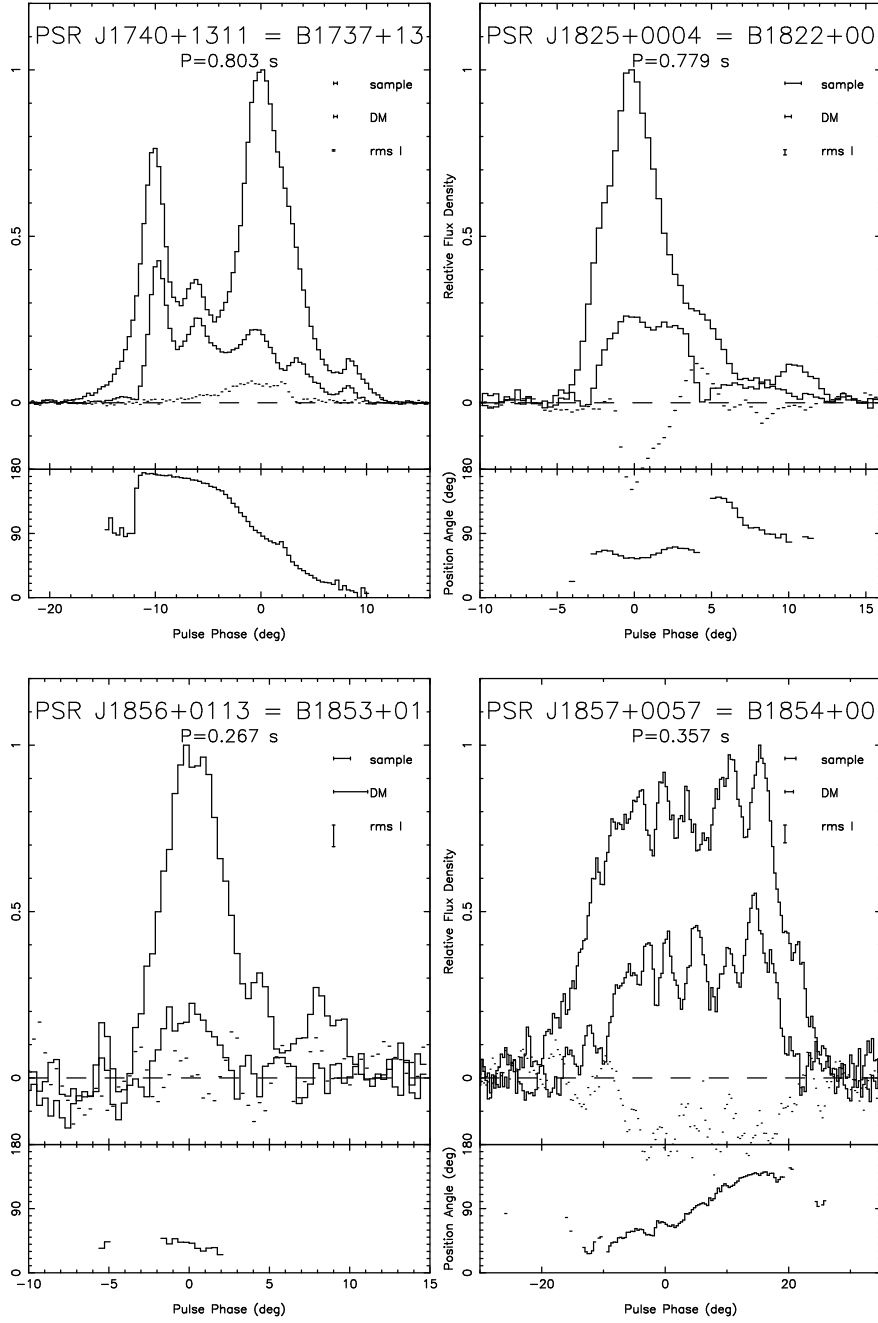 PSR J1740+1311 = B1737+13
P=0.803 s
sample
DM
rms I
1
0.5
0
180
90
0
−20
−10
0
10
Pulse Phase (deg)
PSR J1825+0004 = B1822+00
P=0.779 s
sample
DM
rms I
Relative Flux Density
1
0.5
0
Position Angle (deg)
180
90
0
−10
−5
0
5
10
15
Pulse Phase (deg)
PSR J1856+0113 = B1853+01
P=0.267 s
sample
DM
rms I
1
0.5
0
180
90
0
−10
−5
0
5
10
15
Pulse Phase (deg)
PSR J1857+0057 = B1854+00
P=0.357 s
sample
DM
rms I
Relative Flux Density
1
0.5
0
Position Angle (deg)
180
90
0
−20
0
20
Pulse Phase (deg)